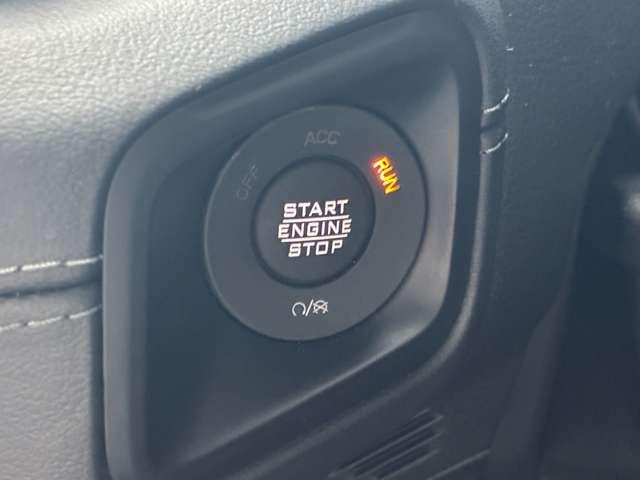 ACC
OFF
RUN
START
ENGINE
STOP